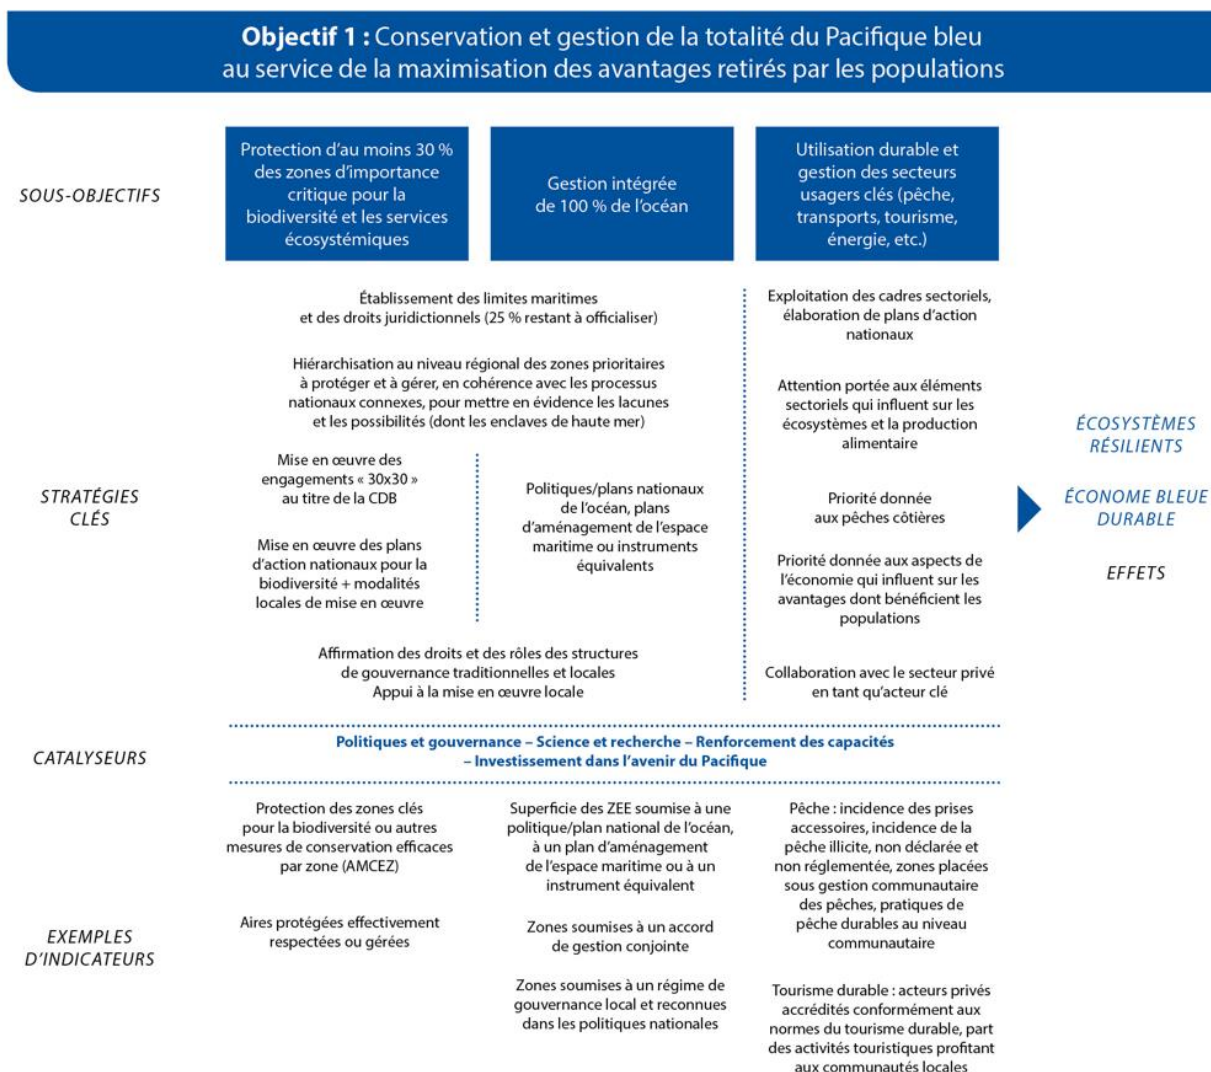 Objectif 1 : Conservation et gestion de la totalité du Pacifique bleu
au service de la maximisation des avantages retirés par les populations
SOUS-OBJECTIFS
Protection d’au moins 30 %
des zones d’importance
critique pour la
biodiversité et les services
écosystémiques
Gestion intégrée
de 100 % de l’océan
Utilisation durable et
gestion des secteurs
usagers clés (pêche,
transports, tourisme,
énergie, etc.)
STRATÉGIES
CLÉS
Établissement des limites maritimes
et des droits juridictionnels (25 % restant à officialiser)
Hiérarchisation au niveau régional des zones prioritaires
à protéger et à gérer, en cohérence avec les processus
nationaux connexes, pour mettre en évidence les lacunes
et les possibilités (dont les enclaves de haute mer)
Mise en œuvre des
engagements « 30x30 »
au titre de la CDB
Mise en œuvre des plans
d’action nationaux pour la
biodiversité + modalités
locales de mise en œuvre
Politiques/plans nationaux
de l’océan, plans
d’aménagement de l’espace
maritime ou instruments
équivalents
Affirmation des droits et des rôles des structures
de gouvernance traditionnelles et locales
Appui à la mise en œuvre locale
Exploitation des cadres sectoriels,
élaboration de plans d’action
nationaux
Attention portée aux éléments
sectoriels qui influent sur les
écosystèmes et la production
alimentaire
Priorité donnée
aux pêches côtières
Priorité donnée aux aspects de
l’économie qui influent sur les
avantages dont bénéficient les
populations
Collaboration avec le secteur privé
en tant qu’acteur clé
ÉCOSYSTÈMES
RÉSILIENTS
ÉCONOME BLEUE
DURABLE
EFFETS
CATALYSEURS
Politiques et gouvernance – Science et recherche – Renforcement des capacités
– Investissement dans l’avenir du Pacifique
EXEMPLES
D’INDICATEURS
Protection des zones clés
pour la biodiversité ou autres
mesures de conservation efficaces
par zone (AMCEZ)
Aires protégées effectivement
respectées ou gérées
Superficie des ZEE soumise à une
politique/plan national de l’océan,
à un plan d’aménagement
de l’espace maritime ou à un
instrument équivalent
Zones soumises à un accord
de gestion conjointe
Zones soumises à un régime de
gouvernance local et reconnues
dans les politiques nationales
Pêche : incidence des prises
accessoires, incidence de la
pêche illicite, non déclarée et
non réglementée, zones placées
sous gestion communautaire
des pêches, pratiques de
pêche durables au niveau
communautaire
Tourisme durable : acteurs privés
accrédités conformément aux
normes du tourisme durable, part
des activités touristiques profitant
aux communautés locales